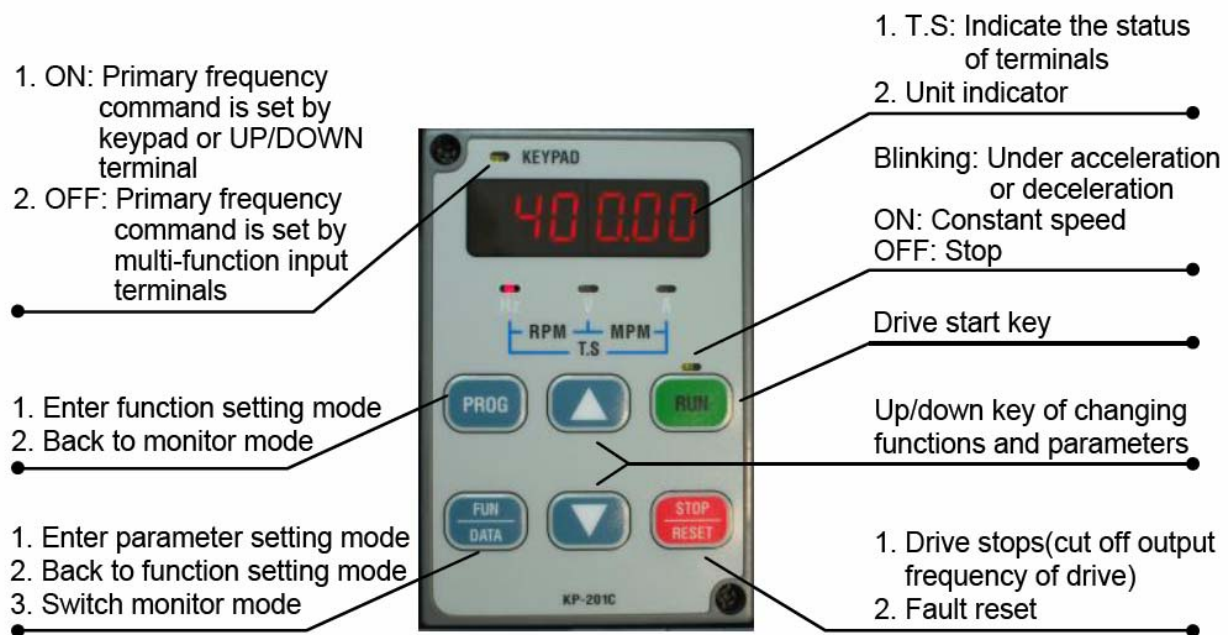 1. ON: Primary frequency
command is set by
keypad or UP/DOWN
terminal
2. OFF: Primary frequency
command is set by
multi-function input
terminals
1. Enter function setting mode
2. Back to monitor mode
1. Enter parameter setting mode
2. Back to function setting mode
3. Switch monitor mode
KEYPAD
400.00
Hz V A
RPM MPM
T.S
PROG RUN
FUN
DATA
STOP
RESET
KP-201C
1. T.S: Indicate the status
of terminals
2. Unit indicator
Blinking: Under acceleration
or deceleration
ON: Constant speed
OFF: Stop
Drive start key
Up/down key of changing
functions and parameters
1. Drive stops(cut off output
frequency of drive)
2. Fault reset